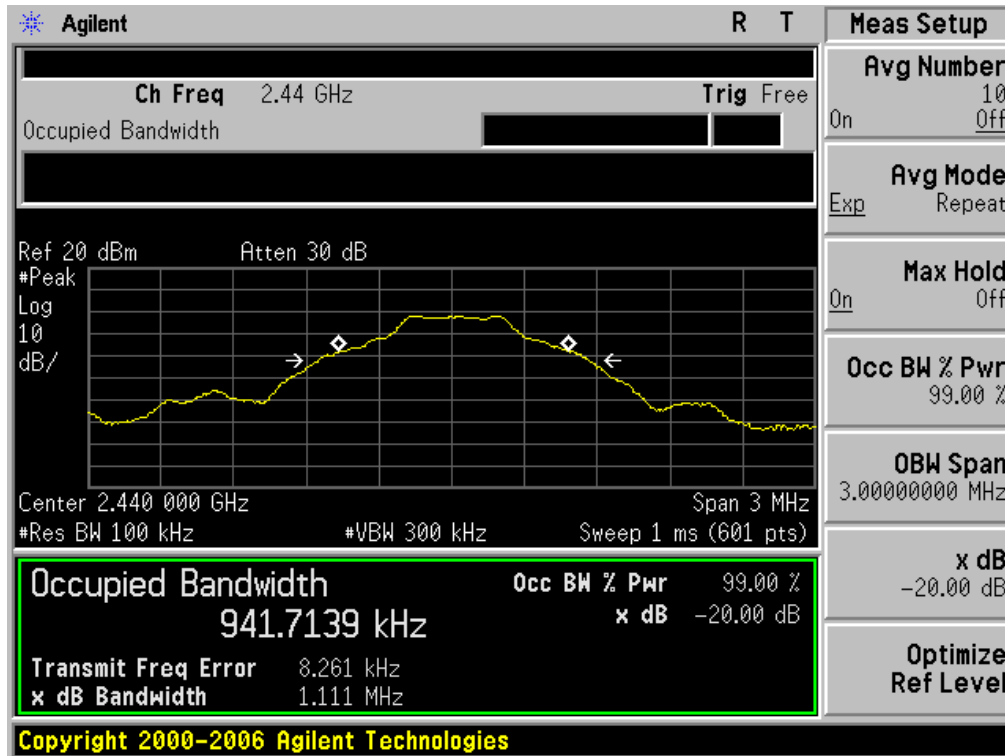 Agilent R T
Meas Setup
Ch Freq 2.44 GHz Trig Free
Occupied Bandwidth
Avg Number
10
On Off
Avg Mode
Exp Repeat
Max Hold
On Off
Occ BW % Pwr
99.00 %
OBW Span
3.00000000 MHz
x dB
-20.00 dB
Optimize
Ref Level
Ref 20 dBm Atten 30 dB
#Peak
Log
10
dB/
Center 2.440 000 GHz Span 3 MHz
#Res BW 100 kHz #VBW 300 kHz Sweep 1 ms (601 pts)
Occupied Bandwidth Occ BW % Pwr 99.00 %
941.7139 kHz x dB -20.00 dB
Transmit Freq Error 8.261 kHz
x dB Bandwidth 1.111 MHz
Copyright 2000-2006 Agilent Technologies